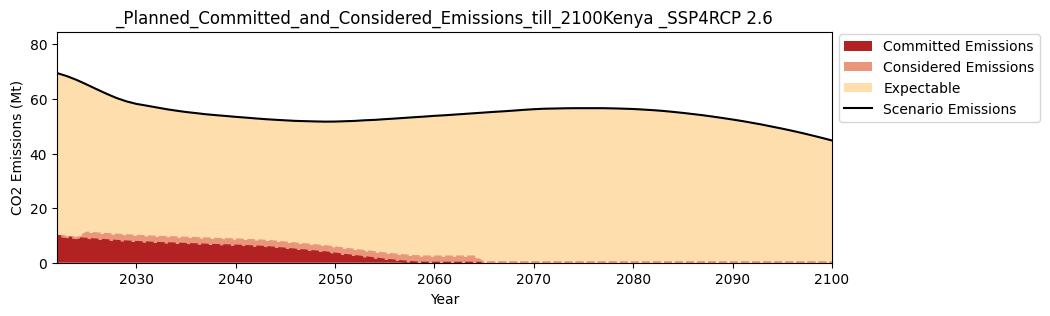 _Planned_Committed_and_Considered_Emissions_till_2100Kenya _SSP4RCP 2.6
CO2 Emissions (Mt)
80
60
40
20
0
2030 2040 2050 2060 2070 2080 2090 2100
Year
Committed Emissions
Considered Emissions
Expectable
Scenario Emissions